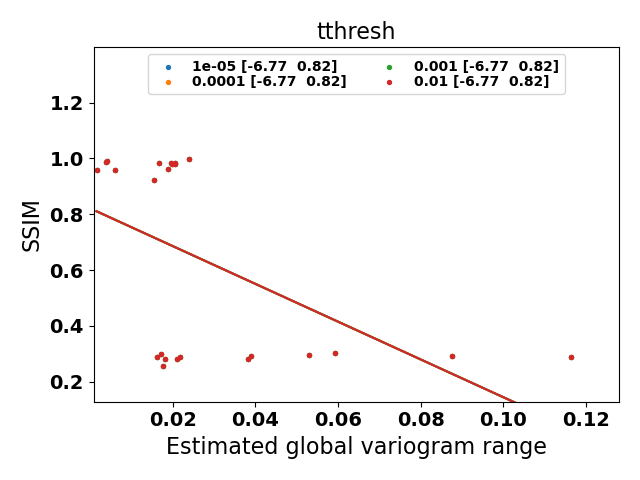 tthresh
1e-05 [-6.77  0.82]
0.0001 [-6.77  0.82]
0.001 [-6.77  0.82]
0.01 [-6.77  0.82]
SSIM
1.2
1.0
0.8
0.6
0.4
0.2
0.02
0.04
0.06
0.08
0.10
0.12
Estimated global variogram range